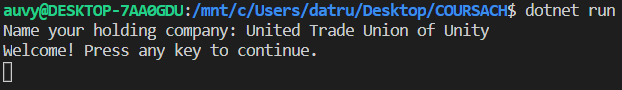 auvy@DESKTOP-7AA0GDU:/mnt/c/Users/datru/Desktop/COURSACH$ dotnet run
Name your holding company: United Trade Union of Unity
Welcome! Press any key to continue.